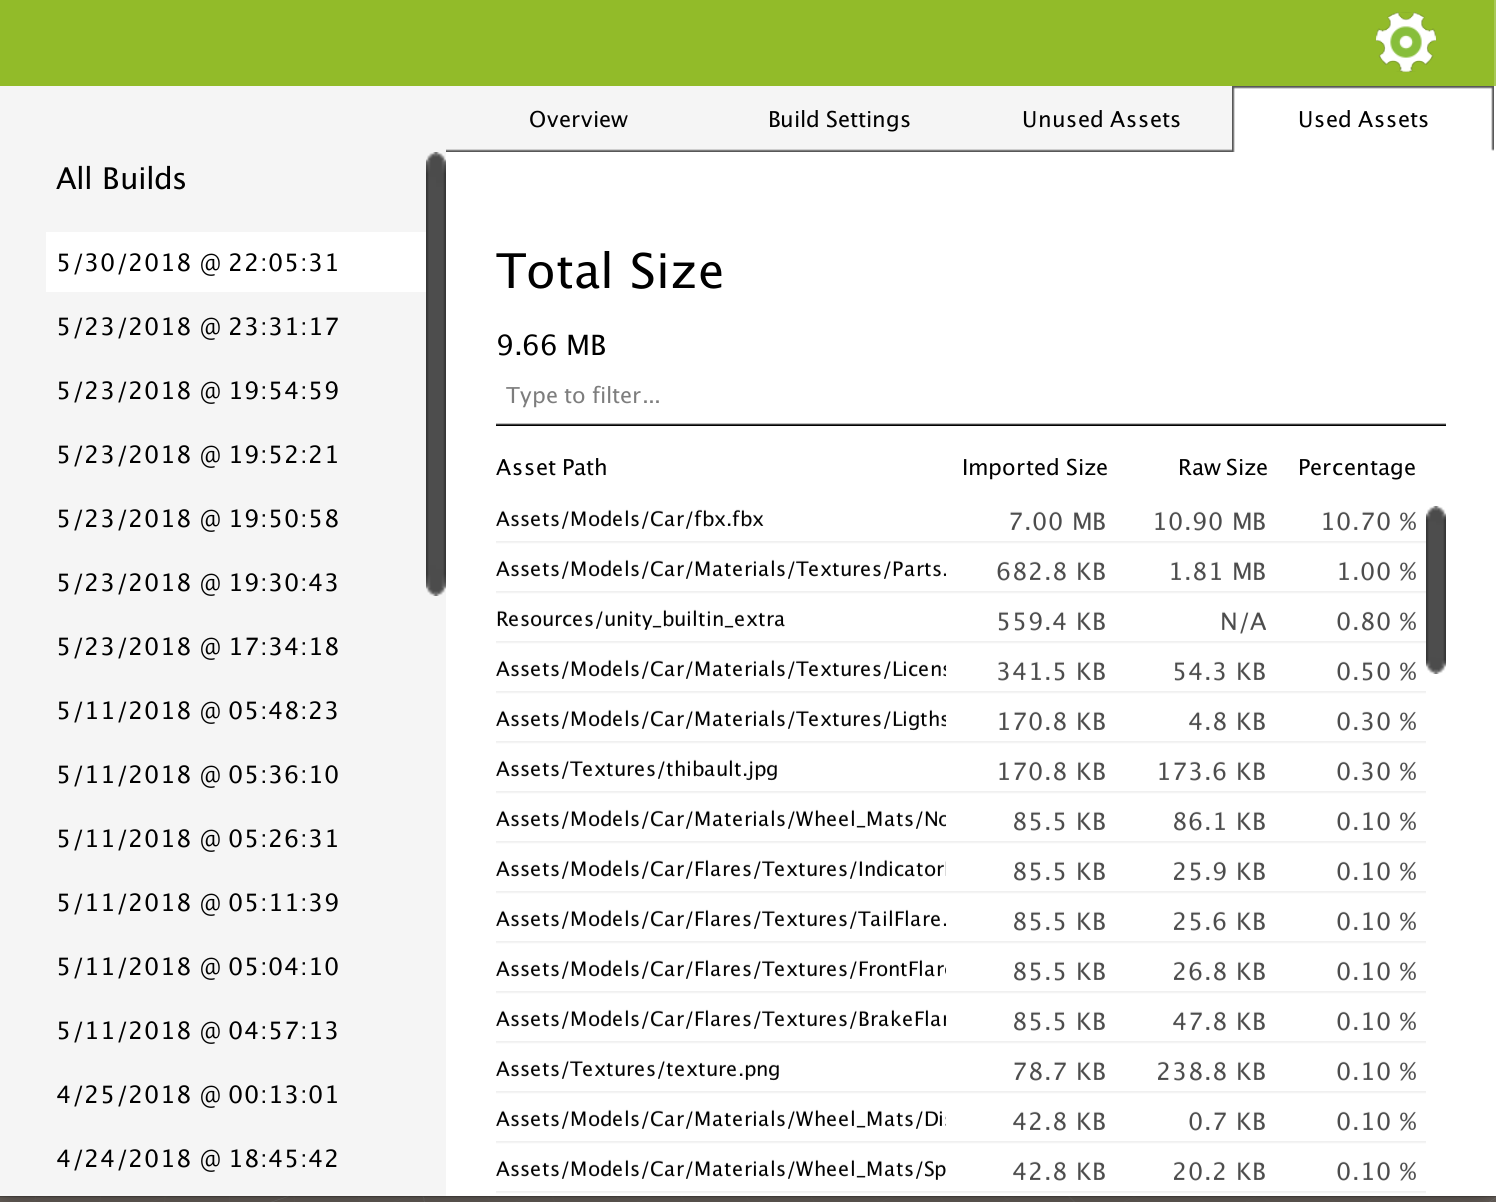 Overview Build Settings Unused Assets Used Assets
All Builds
5/30/2018 @ 22:05:31
5/23/2018 @ 23:31:17
5/23/2018 @ 19:54:59
5/23/2018 @ 19:52:21
5/23/2018 @ 19:50:58
5/23/2018 @ 19:30:43
5/23/2018 @ 17:34:18
5/11/2018 @ 05:48:23
5/11/2018 @ 05:36:10
5/11/2018 @ 05:26:31
5/11/2018 @ 05:11:39
5/11/2018 @ 05:04:10
5/11/2018 @ 04:57:13
4/25/2018 @ 00:13:01
4/24/2018 @ 18:45:42
Total Size
9.66 MB
Type to filter...
Asset Path Imported Size Raw Size Percentage
Assets/Models/Car/fbx.fbx 7.00 MB 10.90 MB 10.70 %
Assets/Models/Car/Materials/Textures/Parts. 682.8 KB 1.81 MB 1.00 %
Resources/unity_builtin_extra 559.4 KB N/A 0.80 %
Assets/Models/Car/Materials/Textures/Licens 341.5 KB 54.3 KB 0.50 %
Assets/Models/Car/Materials/Textures/Ligths 170.8 KB 4.8 KB 0.30 %
Assets/Textures/thibault.jpg 170.8 KB 173.6 KB 0.30 %
Assets/Models/Car/Materials/Wheel_Mats/No 85.5 KB 86.1 KB 0.10 %
Assets/Models/Car/Flares/Textures/Indicator 85.5 KB 25.9 KB 0.10 %
Assets/Models/Car/Flares/Textures/TailFlare. 85.5 KB 25.6 KB 0.10 %
Assets/Models/Car/Flares/Textures/FrontFlare 85.5 KB 26.8 KB 0.10 %
Assets/Models/Car/Flares/Textures/BrakeFlar 85.5 KB 47.8 KB 0.10 %
Assets/Textures/texture.png 78.7 KB 238.8 KB 0.10 %
Assets/Models/Car/Materials/Wheel_Mats/Di 42.8 KB 0.7 KB 0.10 %
Assets/Models/Car/Materials/Wheel_Mats/Sp 42.8 KB 20.2 KB 0.10 %